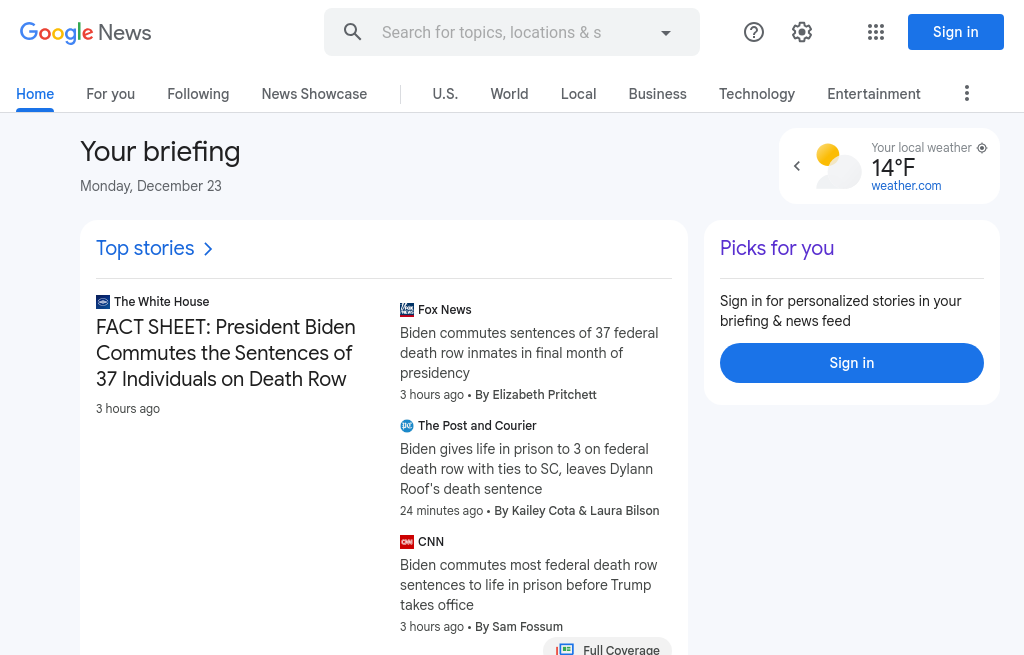 Google News
Search for topics, locations & s
Sign in
Home
For you
Following
News Showcase
U.S.
World
Local
Business
Technology
Entertainment
Your briefing
Monday, December 23
Your local weather
14°F
weather.com
Top stories
The White House
FACT SHEET: President Biden
Commutes the Sentences of
37 Individuals on Death Row
3 hours ago
Fox News
Biden commutes sentences of 37 federal
death row inmates in final month of
presidency
3 hours ago • By Elizabeth Pritchett
The Post and Courier
Biden gives life in prison to 3 on federal
death row with ties to SC, leaves Dylann
Roof's death sentence
24 minutes ago • By Kailey Cota & Laura Bilson
CNN
Biden commutes most federal death row
sentences to life in prison before Trump
takes office
3 hours ago • By Sam Fossum
Full Coverage
Picks for you
Sign in for personalized stories in your
briefing & news feed
Sign in